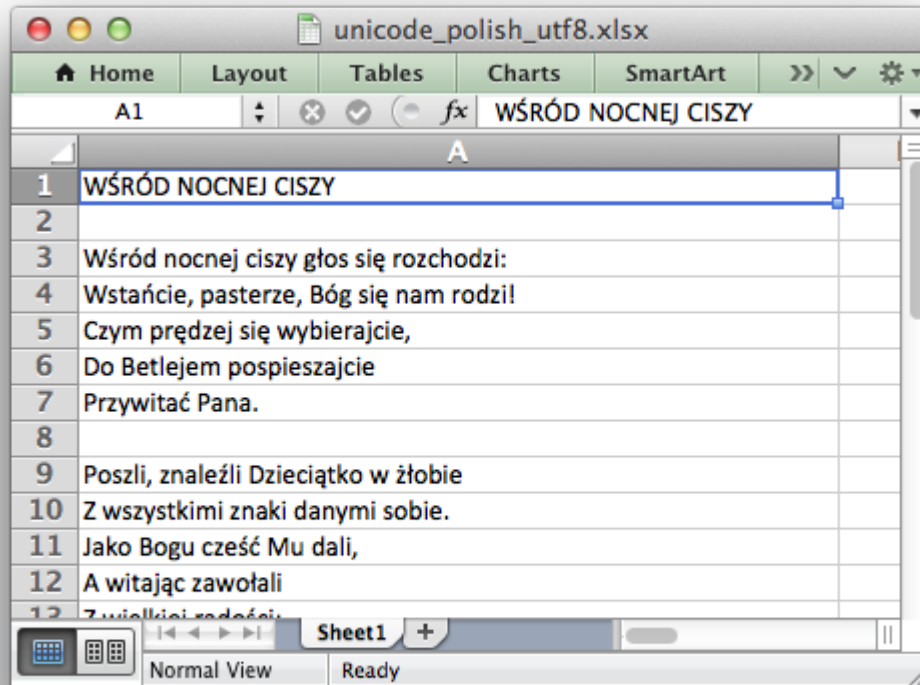 unicode_polish_utf8.xlsx
Home Layout Tables Charts SmartArt
A1 fx WŚRÓD NOCNEJ CISZY
A
1 WŚRÓD NOCNEJ CISZY
2
3 Wśród nocnej ciszy głos się rozchodzi:
4 Wstańcie, pasterze, Bóg się nam rodzi!
5 Czym prędzej się wybierajcie,
6 Do Betlejem pospieszajcie
7 Przywitać Pana.
8
9 Poszli, znaleźli Dzieciątko w żłobie
10 Z wszystkimi znaki danymi sobie.
11 Jako Bogu cześć Mu dali,
12 A witając zawołali
13 Z wielkiej radości:
Sheet1
Normal View Ready